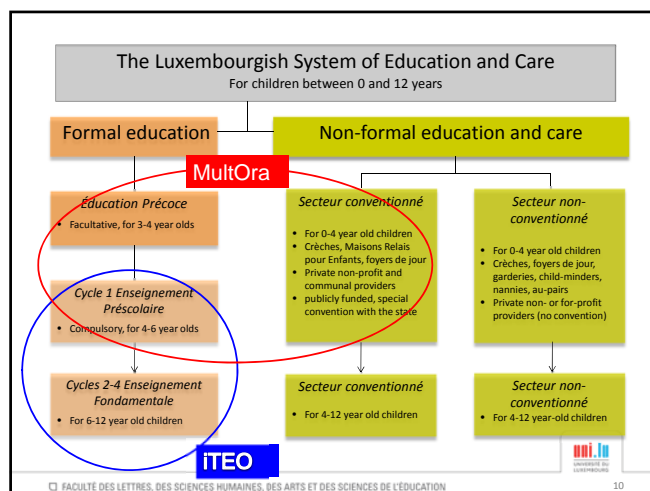 The Luxembourgish System of Education and Care
For children between 0 and 12 years
Formal education
Non-formal education and care
MultOra
Éducation Précoce
• Facultative, for 3-4 year olds
Cycle 1 Enseignement
Préscolaire
• Compulsory, for 4-6 year olds
Cycles 2-4 Enseignement
Fondamentale
• For 6-12 year old children
iTEO
Secteur conventionné
• For 0-4 year old children
• Crèches, Maisons Relais
pour Enfants, foyers de jour
• Private non-profit and
communal providers
• publicly funded, special
convention with the state
Secteur conventionné
• For 4-12 year old children
Secteur non-
conventionné
• For 0-4 year old children
• Crèches, foyers de jour,
garderies, child-minders,
nannies, au-pairs
• Private non- or for-profit
providers (no convention)
Secteur non-
conventionné
• For 4-12 year-old children
uni.lu
UNIVERSITÉ DU
LUXEMBOURG
FACULTÉ DES LETTRES, DES SCIENCES HUMAINES, DES ARTS ET DES SCIENCES DE L'ÉDUCATION
10